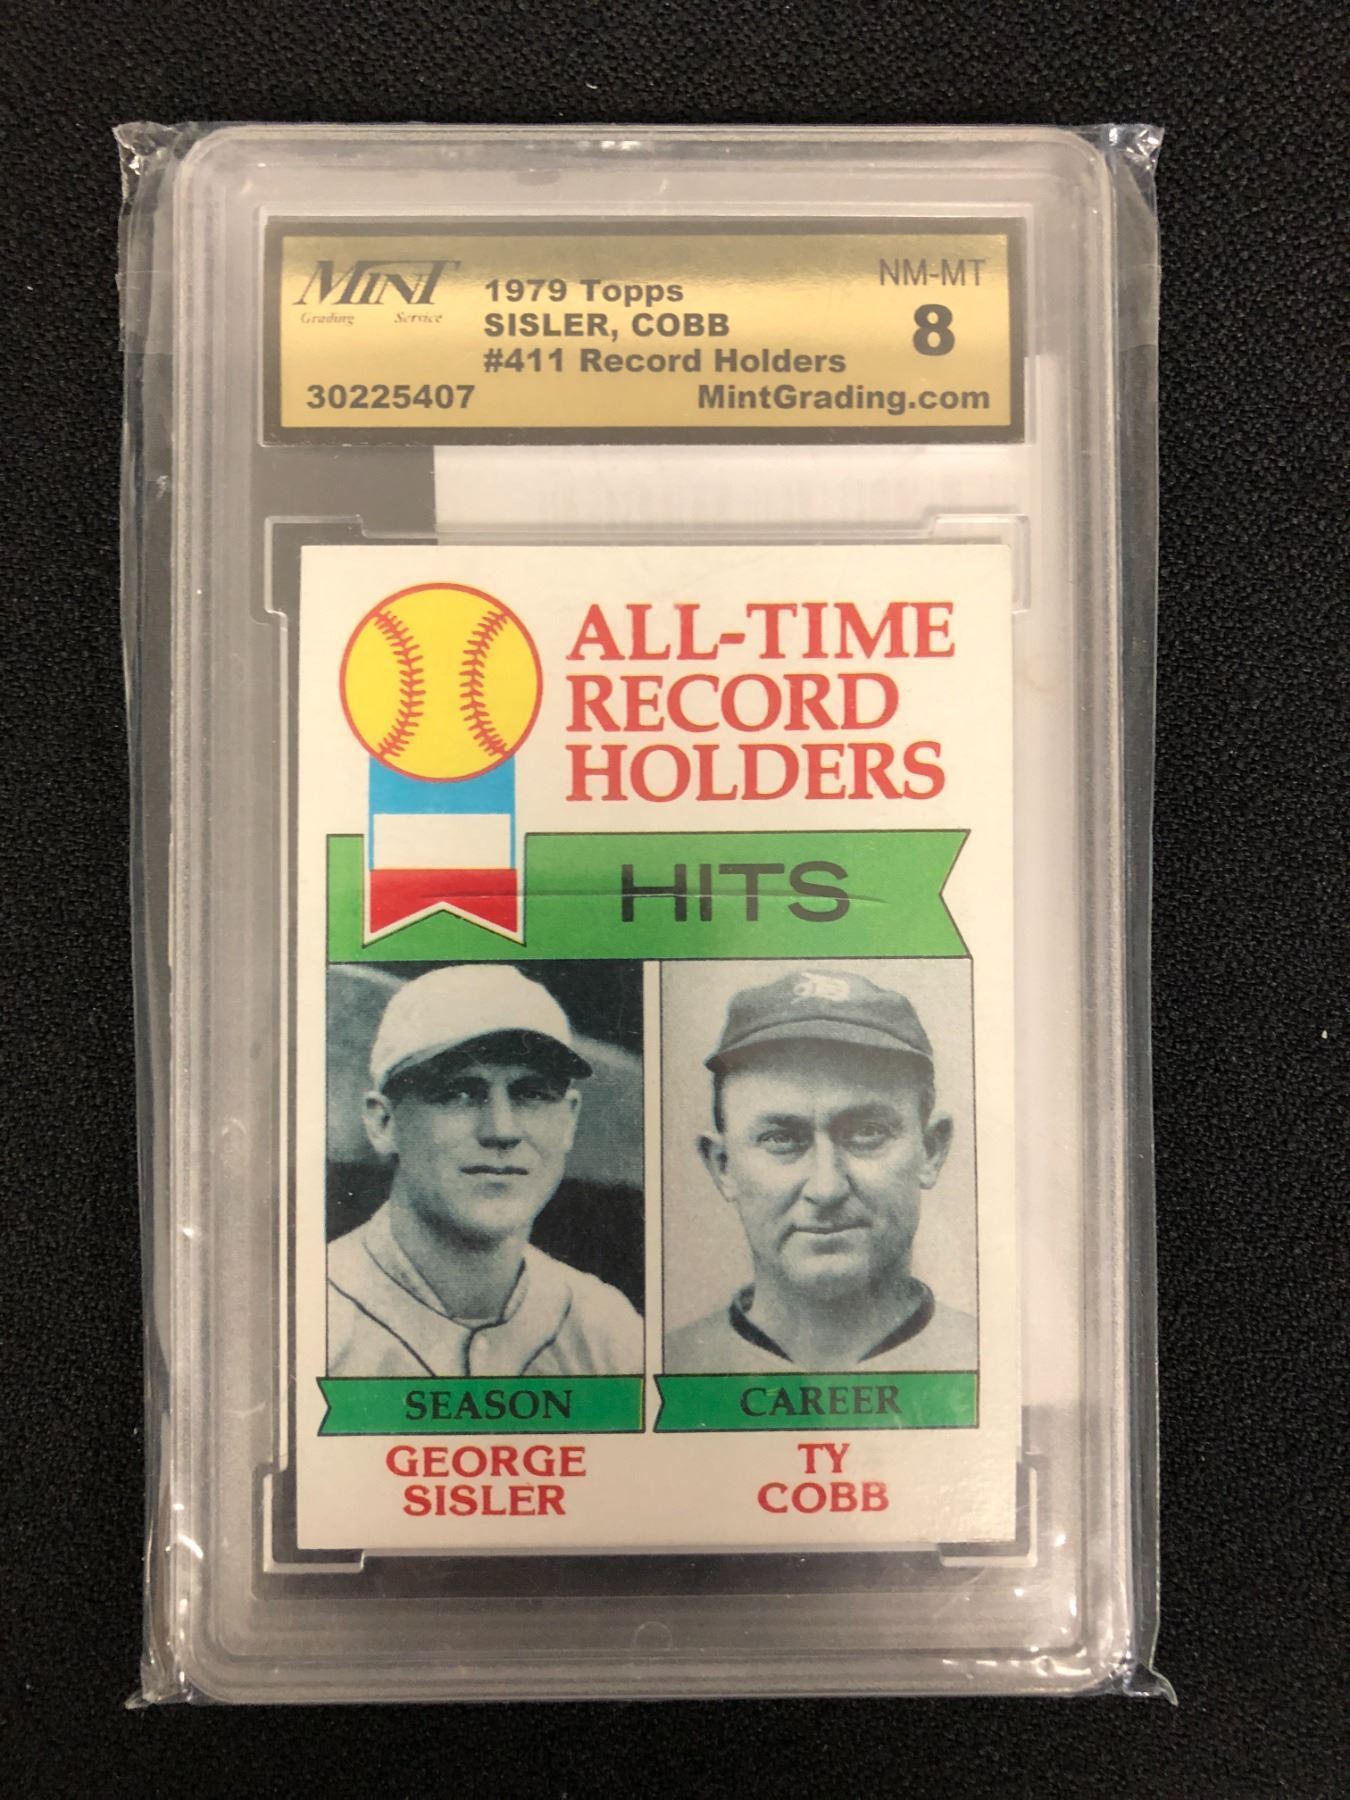 MINT
Grading Service
1979 Topps
SISLER, COBB
#411 Record Holders
30225407
MintGrading.com
NM-MT
8
ALL-TIME
RECORD
HOLDERS
HITS
D
SEASON
GEORGE
SISLER
CAREER
TY
COBB